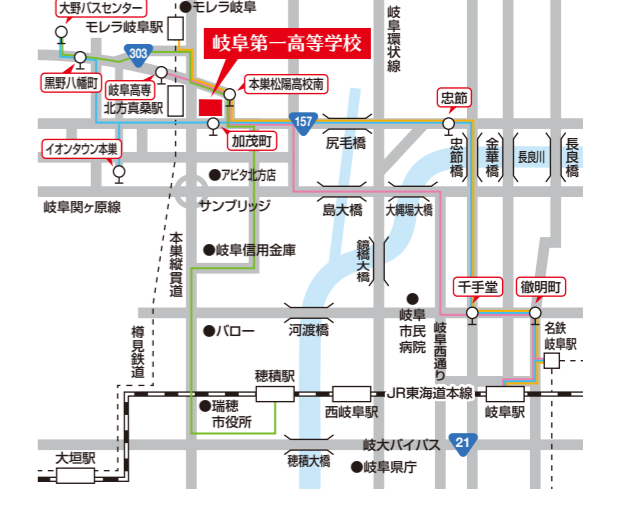 大野バスセンター
モレラ岐阜
モレラ岐阜駅
岐阜環状線
303
岐阜第一高等学校
黒野八幡町
岐阜高専
本巣松陽高校南
北方真桑駅
忠節
157
加茂町
尻毛橋
忠節橋
金華橋
長良川
長良橋
イオンタウン本巣
アピタ北方店
岐阜関ヶ原線
サンブリッジ
島大橋
大縄場大橋
本巣縦貫道
岐阜信用金庫
鏡橋大橋
千手堂
徹明町
岐阜
市民
病院
岐阜西通り
名鉄
岐阜駅
バロー
河渡橋
樽見鉄道
穂積駅
JR東海道本線
瑞穂
市役所
西岐阜駅
岐阜駅
岐大バイパス
21
大垣駅
穂積大橋
岐阜県庁